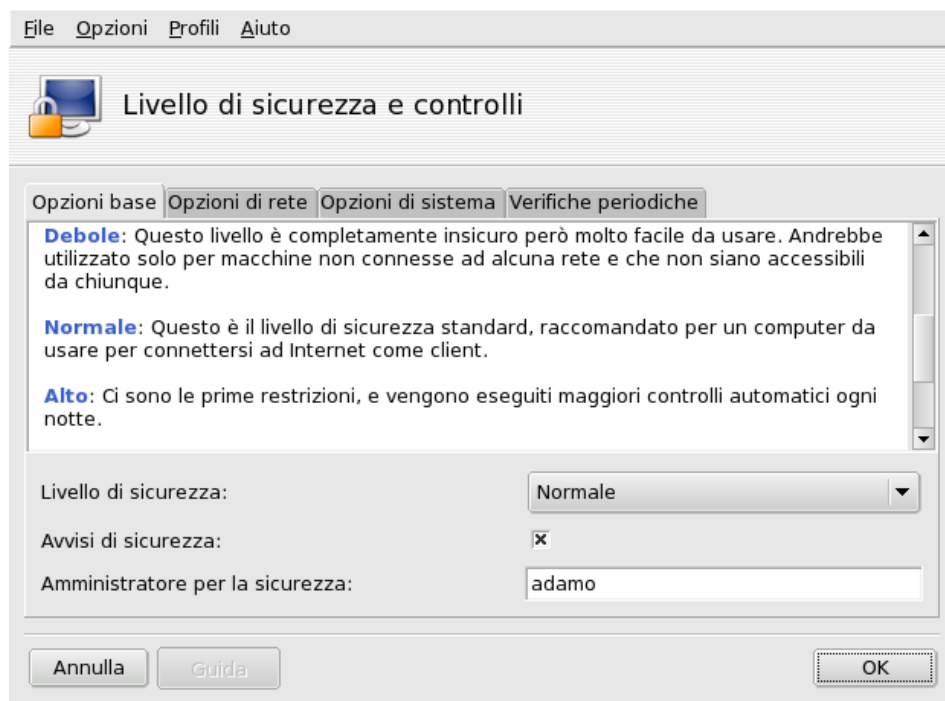 File Opzioni Profili Aiuto
Livello di sicurezza e controlli
Opzioni base Opzioni di rete Opzioni di sistema Verifiche periodiche
Debole: Questo livello è completamente insicuro però molto facile da usare. Andrebbe
utilizzato solo per macchine non connesse ad alcuna rete e che non siano accessibili
da chiunque.
Normale: Questo è il livello di sicurezza standard, raccomandato per un computer da
usare per connettersi ad Internet come client.
Alto: Ci sono le prime restrizioni, e vengono eseguiti maggiori controlli automatici ogni
notte.
Livello di sicurezza: Normale
Avvisi di sicurezza:
Amministratore per la sicurezza: adamo
Annulla Guida OK